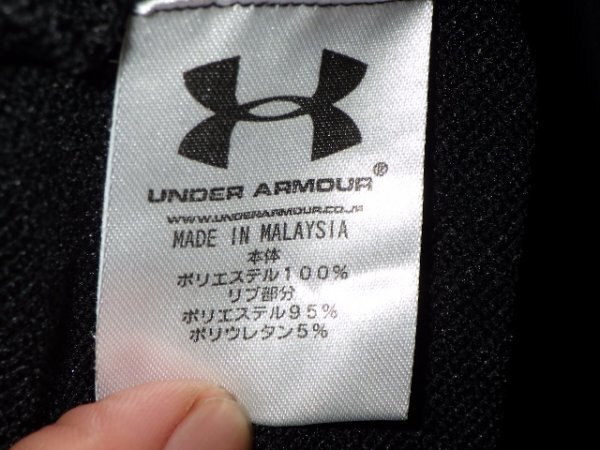 UNDER ARMOUR®
WWW.UNDERARMOUR.CO.JP
MADE IN MALAYSIA
本体
ポリエステル100%
リブ部分
ポリエステル95%
ポリウレタン5%